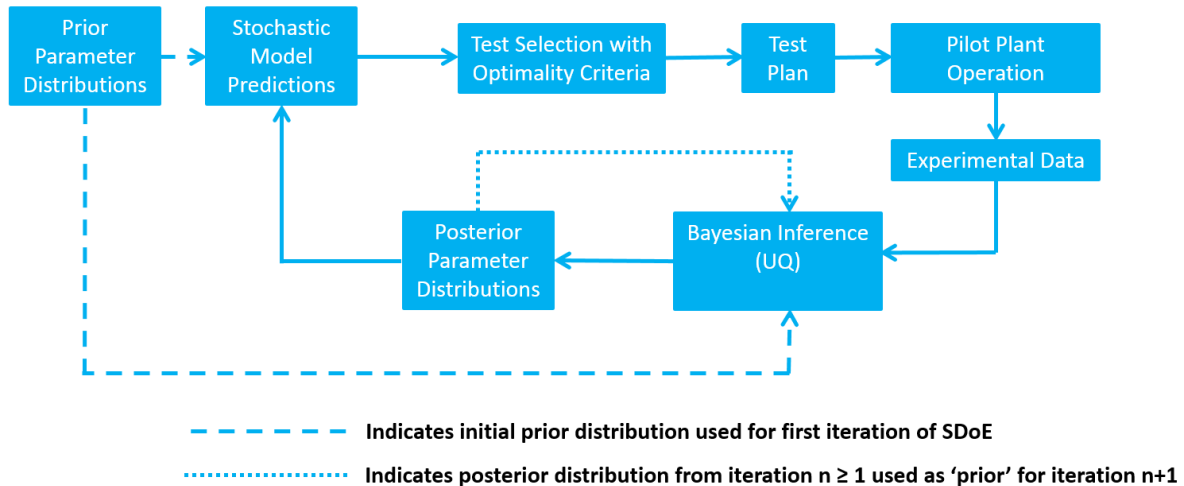 Prior
Parameter
Distributions
Stochastic
Model
Predictions
Test Selection with
Optimality Criteria
Test
Plan
Pilot Plant
Operation
Experimental Data
Posterior
Parameter
Distributions
Bayesian Inference
(UQ)
Indicates initial prior distribution used for first iteration of SDoE
Indicates posterior distribution from iteration n ≥ 1 used as ‘prior’ for iteration n+1